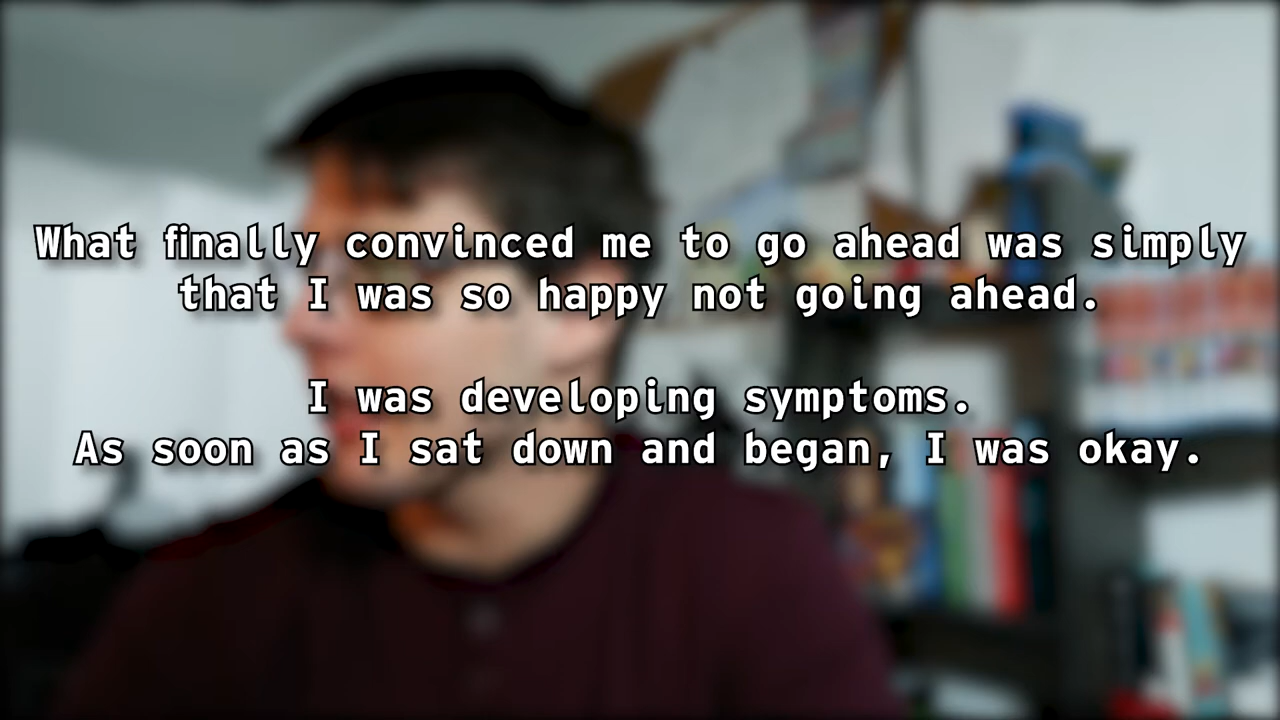 What finally convinced me to go ahead was simply
that I was so happy not going ahead.
I was developing symptoms.
As soon as I sat down and began, I was okay.